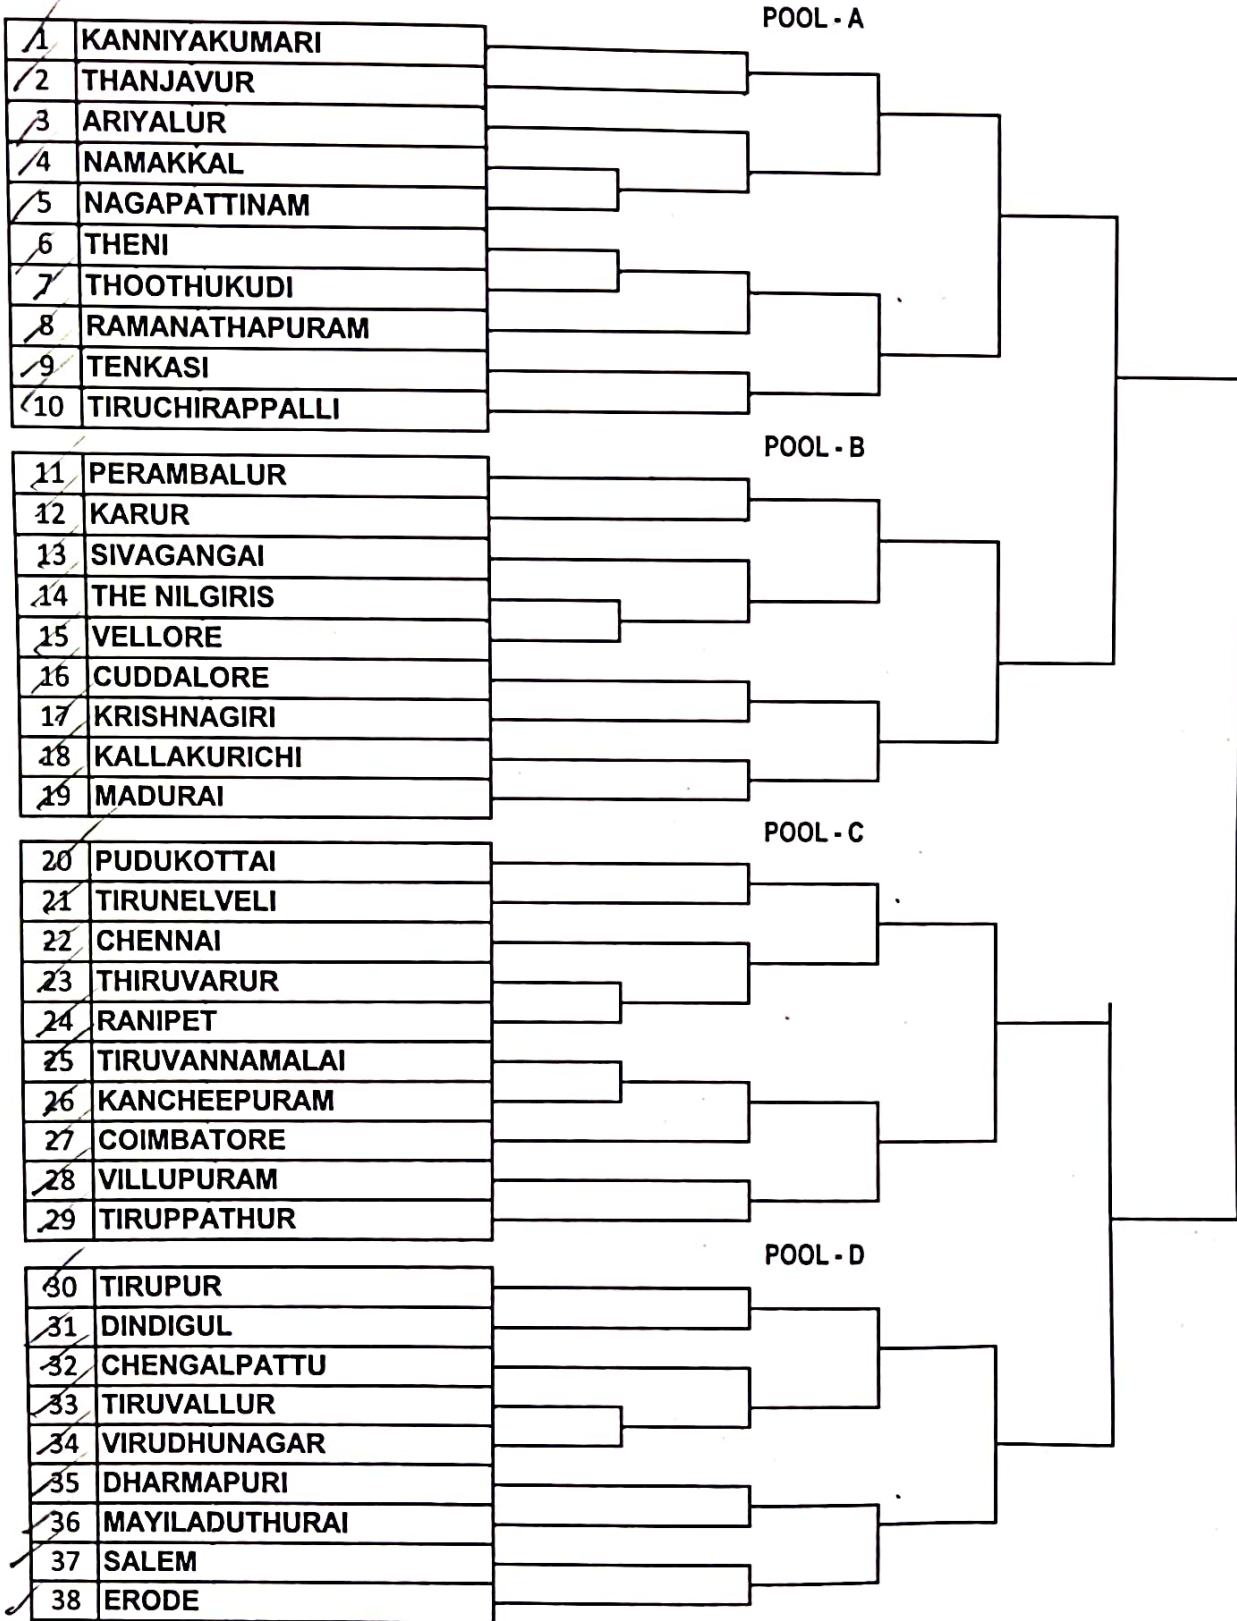 POOL - A
1 KANNIYAKUMARI
2 THANJAVUR
3 ARIYALUR
4 NAMAKKAL
5 NAGAPATTINAM
6 THENI
7 THOOTHUKUDI
8 RAMANATHAPURAM
9 TENKASI
10 TIRUCHIRAPPALLI
POOL - B
11 PERAMBALUR
12 KARUR
13 SIVAGANGAI
14 THE NILGIRIS
15 VELLORE
16 CUDDALORE
17 KRISHNAGIRI
18 KALLAKURICHI
19 MADURAI
POOL - C
20 PUDUKOTTAI
21 TIRUNELVELI
22 CHENNAI
23 THIRUVARUR
24 RANIPET
25 TIRUVANNAMALAI
26 KANCHEEPURAM
27 COIMBATORE
28 VILLUPURAM
29 TIRUPPATHUR
POOL - D
30 TIRUPUR
31 DINDIGUL
32 CHENGALPATTU
33 TIRUVALLUR
34 VIRUDHUNAGAR
35 DHARMAPURI
36 MAYILADUTHURAI
37 SALEM
38 ERODE